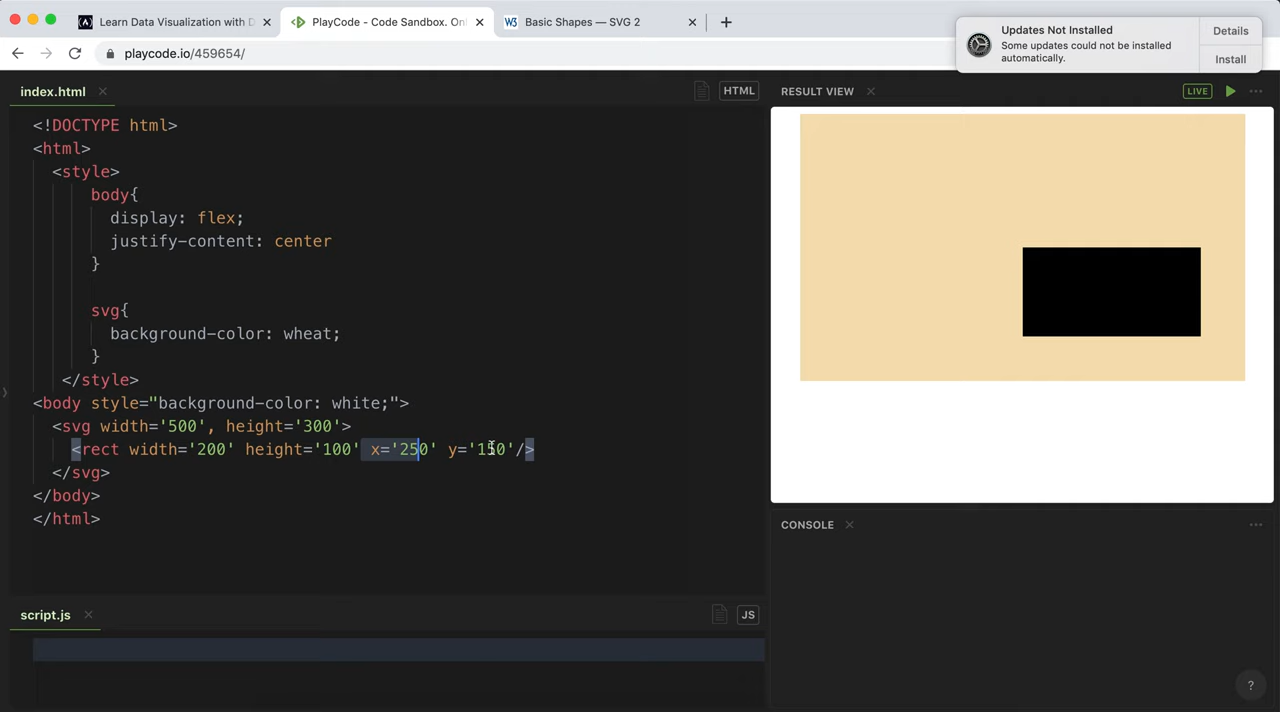 Learn Data Visualization with D
PlayCode - Code Sandbox. Onl
W3
Basic Shapes — SVG 2
playcode.io/459654/
Updates Not Installed
Some updates could not be installed
automatically.
Details
Install
index.html
HTML
RESULT VIEW
LIVE
<!DOCTYPE html>
<html>
<style>
body{
display: flex;
justify-content: center
}
svg{
background-color: wheat;
}
</style>
<body style="background-color: white;">
<svg width='500', height='300'>
<rect width='200' height='100' x='250' y='150'/>
</svg>
</body>
</html>
CONSOLE
script.js
JS
?